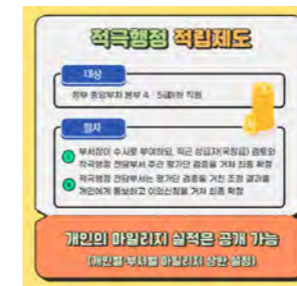 적극행정 적립제도
대상
정부 중앙부처 본부 4·5급이하 직원
절차
부서장이 수시로 부여하되, 직근 상급자(국장급) 검토와
적극행정 전담부서 주관 평가단 검증을 거쳐 최종 확정
적극행정 전담부서는 평가단 검증을 거친 조정 결과를
개인에게 통보하고 이의신청을 거쳐 최종 확정
개인의 마일리지 실적은 공개 가능
(개인별·부서별 마일리지 상한 설정)